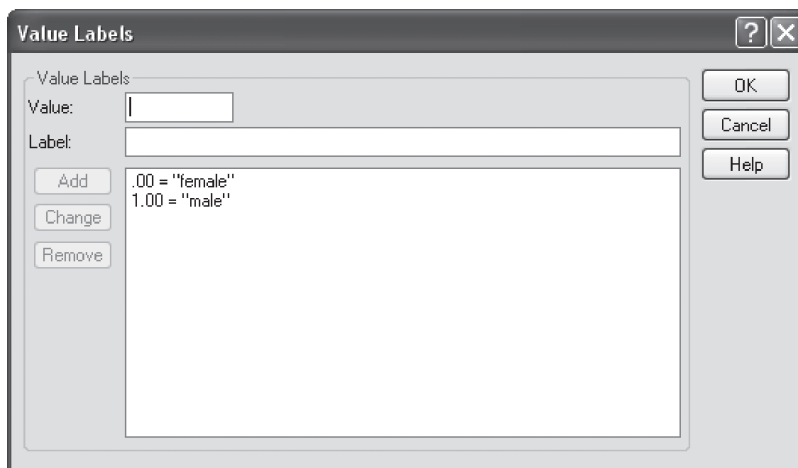 Value Labels
?
Value Labels
OK
Value:
Cancel
Label:
Help
Add
.00 = "female"
1.00 = "male"
Change
Remove